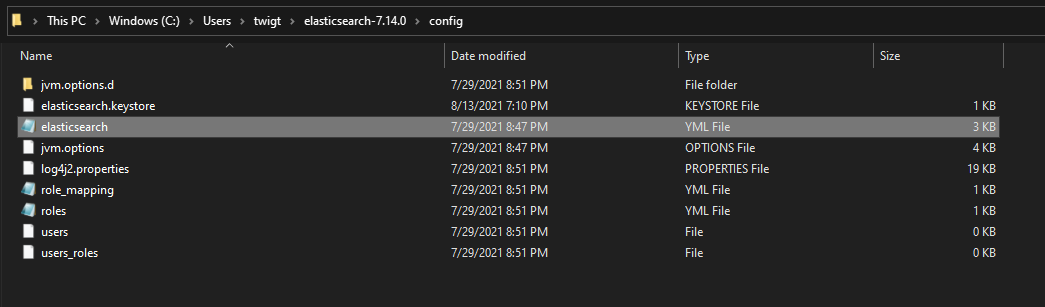 This PC > Windows (C:) > Users > twigt > elasticsearch-7.14.0 > config
Name Date modified Type Size
jvm.options.d 7/29/2021 8:51 PM File folder
elasticsearch.keystore 8/13/2021 7:10 PM KEYSTORE File 1 KB
elasticsearch 7/29/2021 8:47 PM YML File 3 KB
jvm.options 7/29/2021 8:47 PM OPTIONS File 4 KB
log4j2.properties 7/29/2021 8:51 PM PROPERTIES File 19 KB
role_mapping 7/29/2021 8:51 PM YML File 1 KB
roles 7/29/2021 8:51 PM YML File 1 KB
users 7/29/2021 8:51 PM File 0 KB
users_roles 7/29/2021 8:51 PM File 0 KB